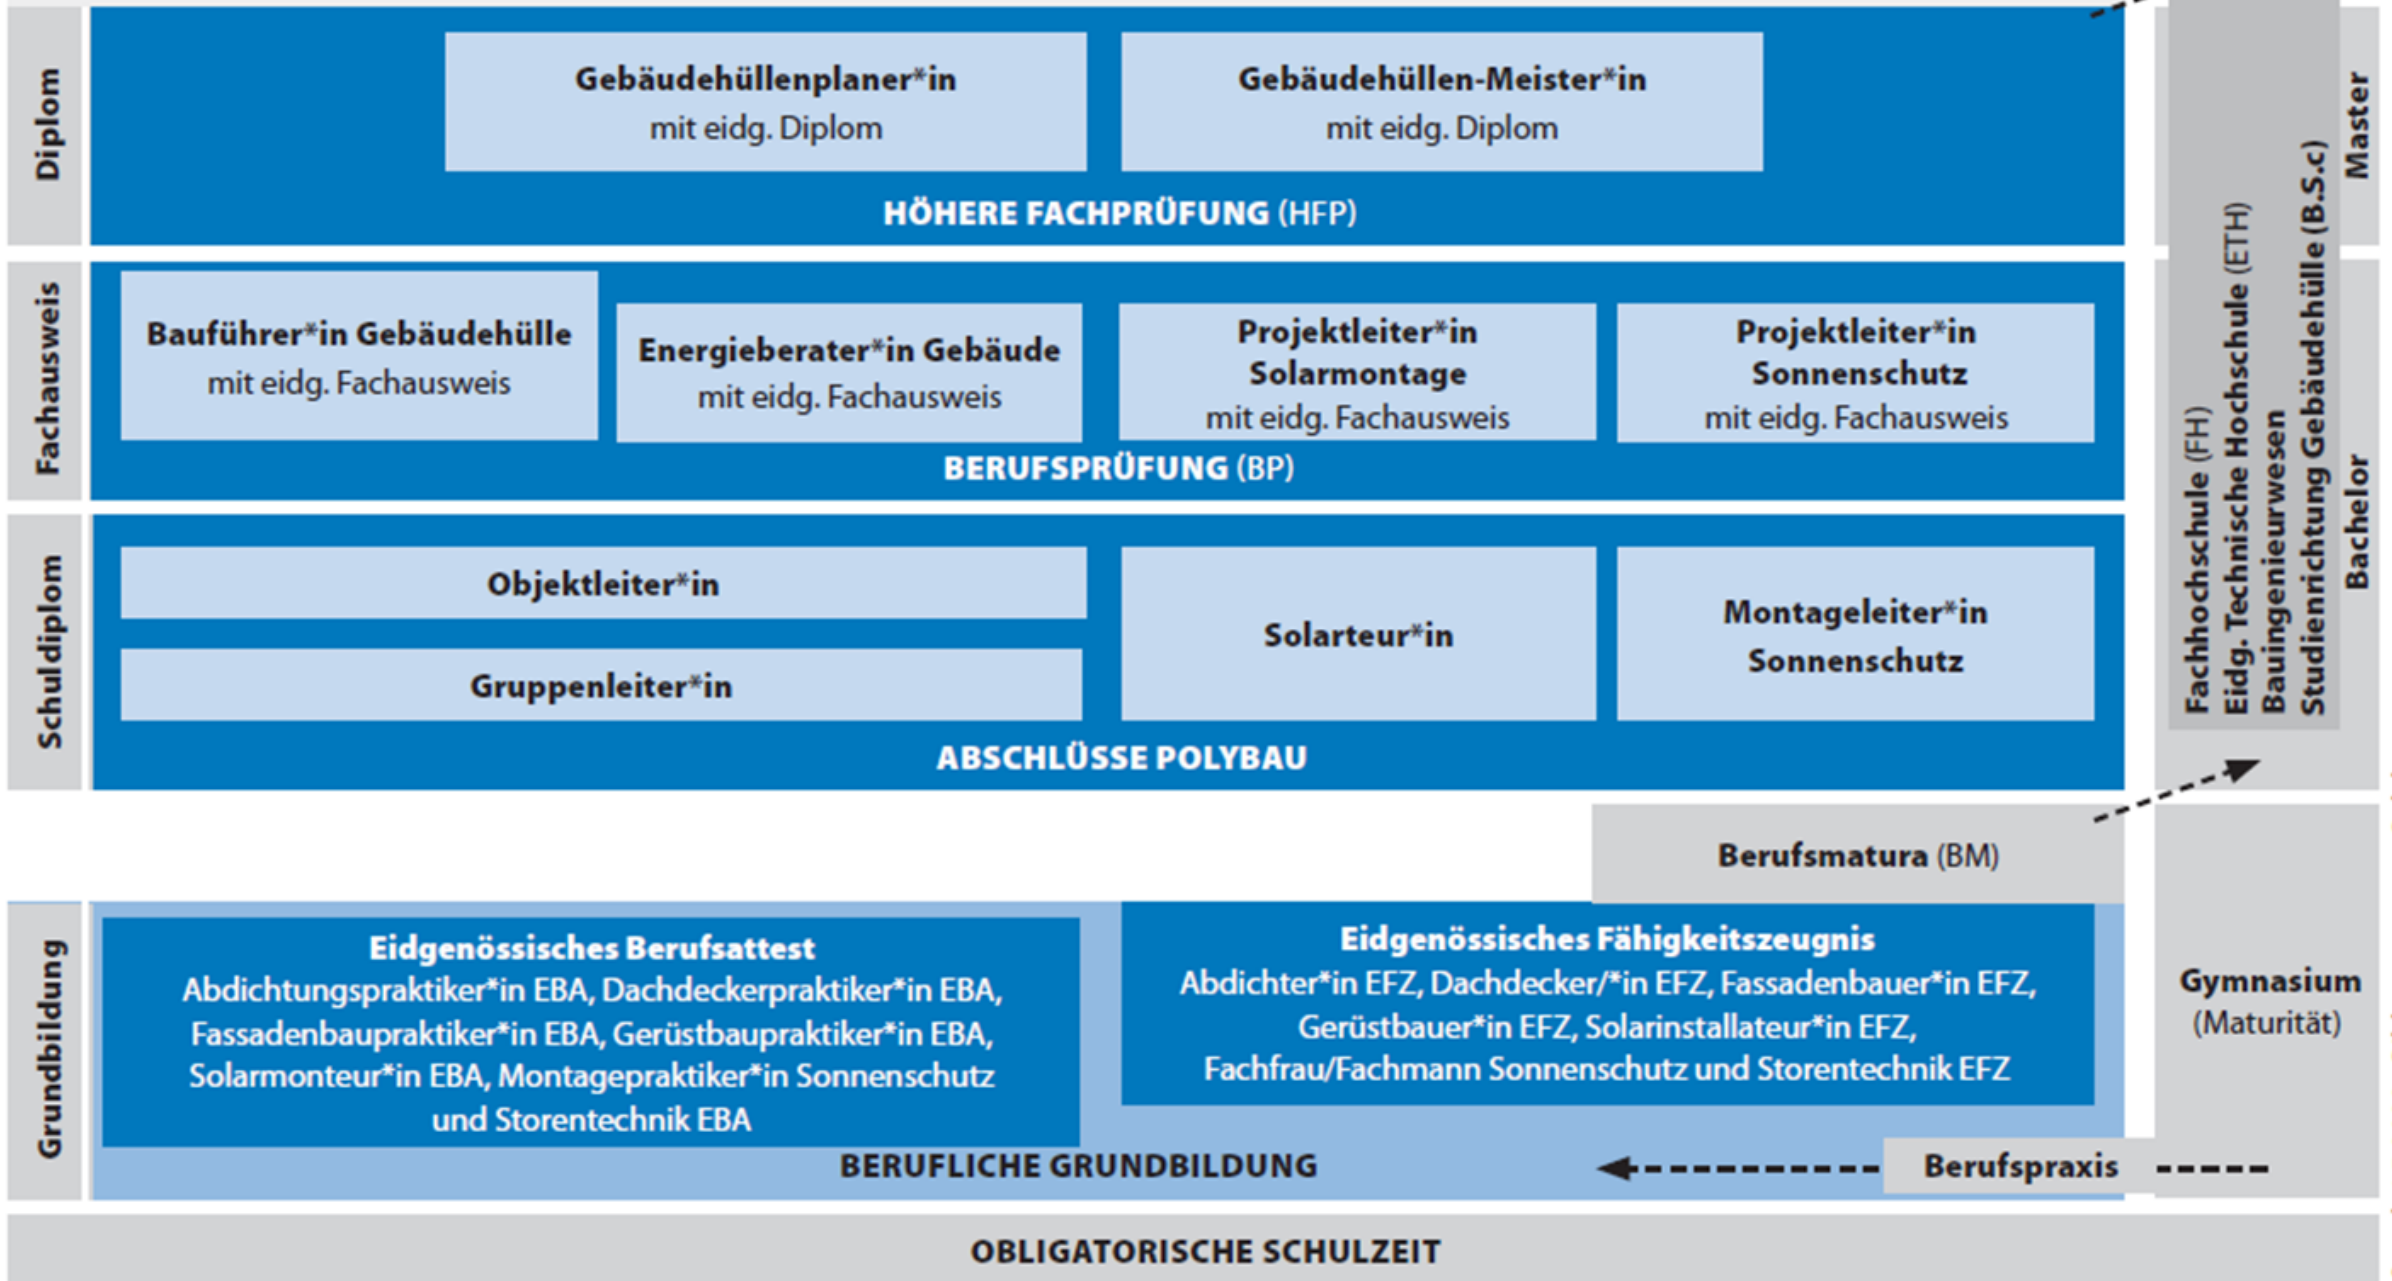 Diplom
Gebäudehüllenplaner*in
mit eidg. Diplom
Gebäudehüllen-Meister*in
mit eidg. Diplom
HÖHERE FACHPRÜFUNG (HFP)
Master
Fachausweis
Bauführer*in Gebäudehülle
mit eidg. Fachausweis
Energieberater*in Gebäude
mit eidg. Fachausweis
Projektleiter*in
Solarmontage
mit eidg. Fachausweis
Projektleiter*in
Sonnenschutz
mit eidg. Fachausweis
BERUFSPRÜFUNG (BP)
Fachhochschule (FH)
Eidg. Technische Hochschule (ETH)
Bauingenieurwesen
Studienrichtung Gebäudehülle (B.S.c)
Bachelor
Schuldiplom
Objektleiter*in
Gruppenleiter*in
Solarteur*in
Montageleiter*in
Sonnenschutz
ABSCHLÜSSE POLYBAU
Berufsmatura (BM)
Grundbildung
Eidgenössisches Berufsattest
Abdichtungspraktiker*in EBA, Dachdeckerpraktiker*in EBA,
Fassadenbaupraktiker*in EBA, Gerüstbaupraktiker*in EBA,
Solarmonteur*in EBA, Montagepraktiker*in Sonnenschutz
und Storentechnik EBA
Eidgenössisches Fähigkeitszeugnis
Abdichter*in EFZ, Dachdecker/*in EFZ, Fassadenbauer*in EFZ,
Gerüstbauer*in EFZ, Solarinstallateur*in EFZ,
Fachfrau/Fachmann Sonnenschutz und Storentechnik EFZ
Gymnasium
(Maturität)
BERUFLICHE GRUNDBILDUNG
Berufspraxis
OBLIGATORISCHE SCHULZEIT